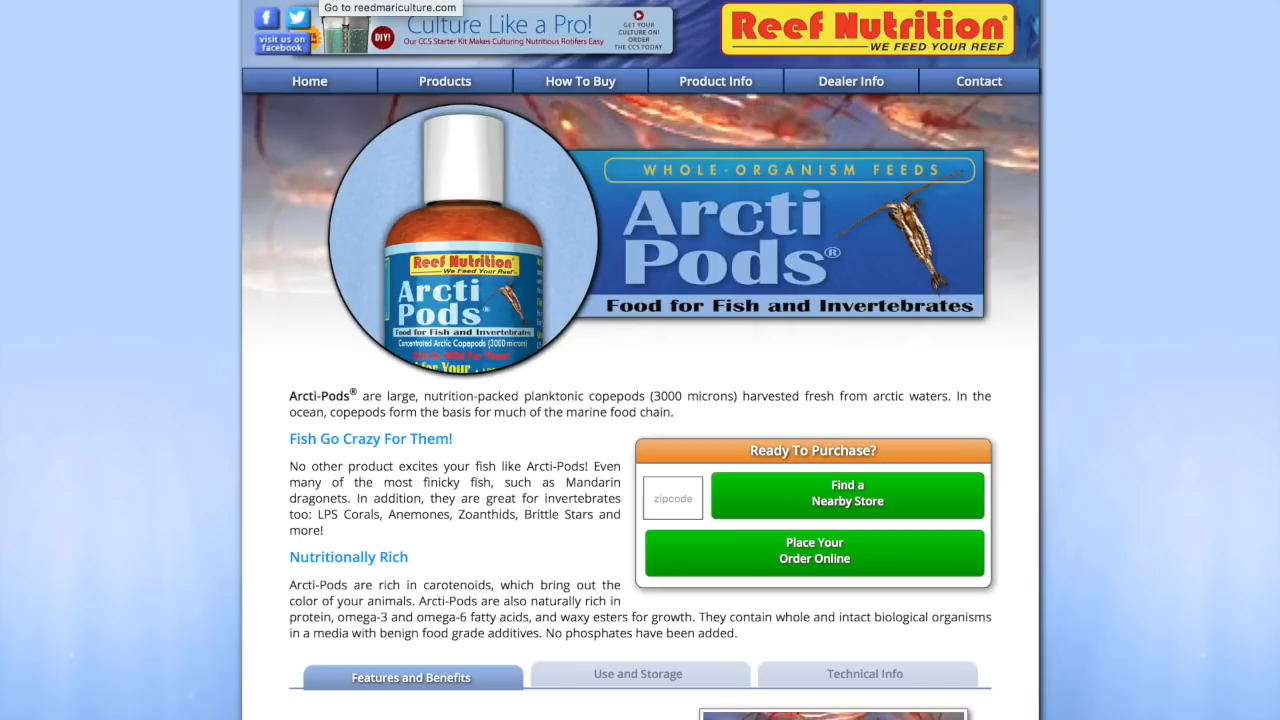 Go to reedmariculture.com
visit us on
facebook
DIY!
Culture Like a Pro!
Our CCS Starter Kit Makes Culturing Nutritious Rotifers Easy
GET YOUR
CULTURE ON!
ORDER
THE CCS TODAY
Reef Nutrition®
WE FEED YOUR REEF
Home
Products
How To Buy
Product Info
Dealer Info
Contact
Reef Nutrition®
We Feed Your Reef
Arcti
Pods®
Food for Fish and Invertebrates
Concentrated Arctic Copepods (3000 microns)
WHOLE-ORGANISM FEEDS
Arcti
Pods®
Food for Fish and Invertebrates
Arcti-Pods® are large, nutrition-packed planktonic copepods (3000 microns) harvested fresh from arctic waters. In the
ocean, copepods form the basis for much of the marine food chain.
Fish Go Crazy For Them!
No other product excites your fish like Arcti-Pods! Even
many of the most finicky fish, such as Mandarin
dragonets. In addition, they are great for invertebrates
too: LPS Corals, Anemones, Zoanthids, Brittle Stars and
more!
Ready To Purchase?
zipcode
Find a
Nearby Store
Place Your
Order Online
Nutritionally Rich
Arcti-Pods are rich in carotenoids, which bring out the
color of your animals. Arcti-Pods are also naturally rich in
protein, omega-3 and omega-6 fatty acids, and waxy esters for growth. They contain whole and intact biological organisms
in a media with benign food grade additives. No phosphates have been added.
Features and Benefits
Use and Storage
Technical Info